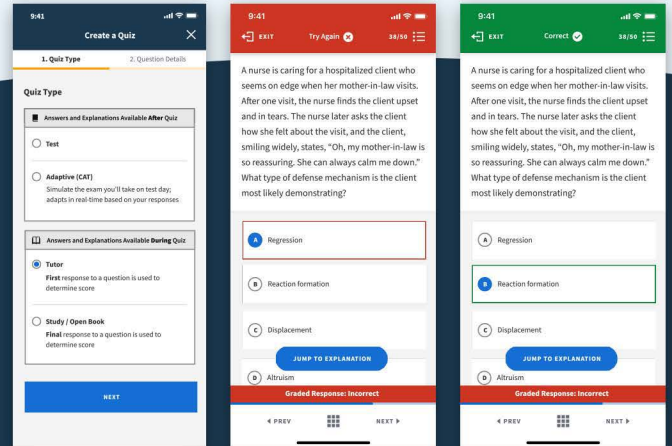 9:41
Create a Quiz
1. Quiz Type
2. Question Details
Quiz Type
Answers and Explanations Available After Quiz
Test
Adaptive (CAT)
Simulate the exam you'll take on test day;
adapts in real-time based on your responses
Answers and Explanations Available During Quiz
Tutor
First response to a question is used to
determine score
Study / Open Book
Final response to a question is used to
determine score
NEXT
9:41
EXIT
Try Again
38/50
A nurse is caring for a hospitalized client who
seems on edge when her mother-in-law visits.
After one visit, the nurse finds the client upset
and in tears. The nurse later asks the client
how she felt about the visit, and the client,
smiling widely, states, “Oh, my mother-in-law is
so reassuring. She can always calm me down.”
What type of defense mechanism is the client
most likely demonstrating?
A Regression
B Reaction formation
C Displacement
JUMP TO EXPLANATION
D Altruism
Graded Response: Incorrect
PREV
NEXT
9:41
EXIT
Correct
38/50
A nurse is caring for a hospitalized client who
seems on edge when her mother-in-law visits.
After one visit, the nurse finds the client upset
and in tears. The nurse later asks the client
how she felt about the visit, and the client,
smiling widely, states, “Oh, my mother-in-law is
so reassuring. She can always calm me down.”
What type of defense mechanism is the client
most likely demonstrating?
A Regression
B Reaction formation
C Displacement
JUMP TO EXPLANATION
D Altruism
Graded Response: Incorrect
PREV
NEXT